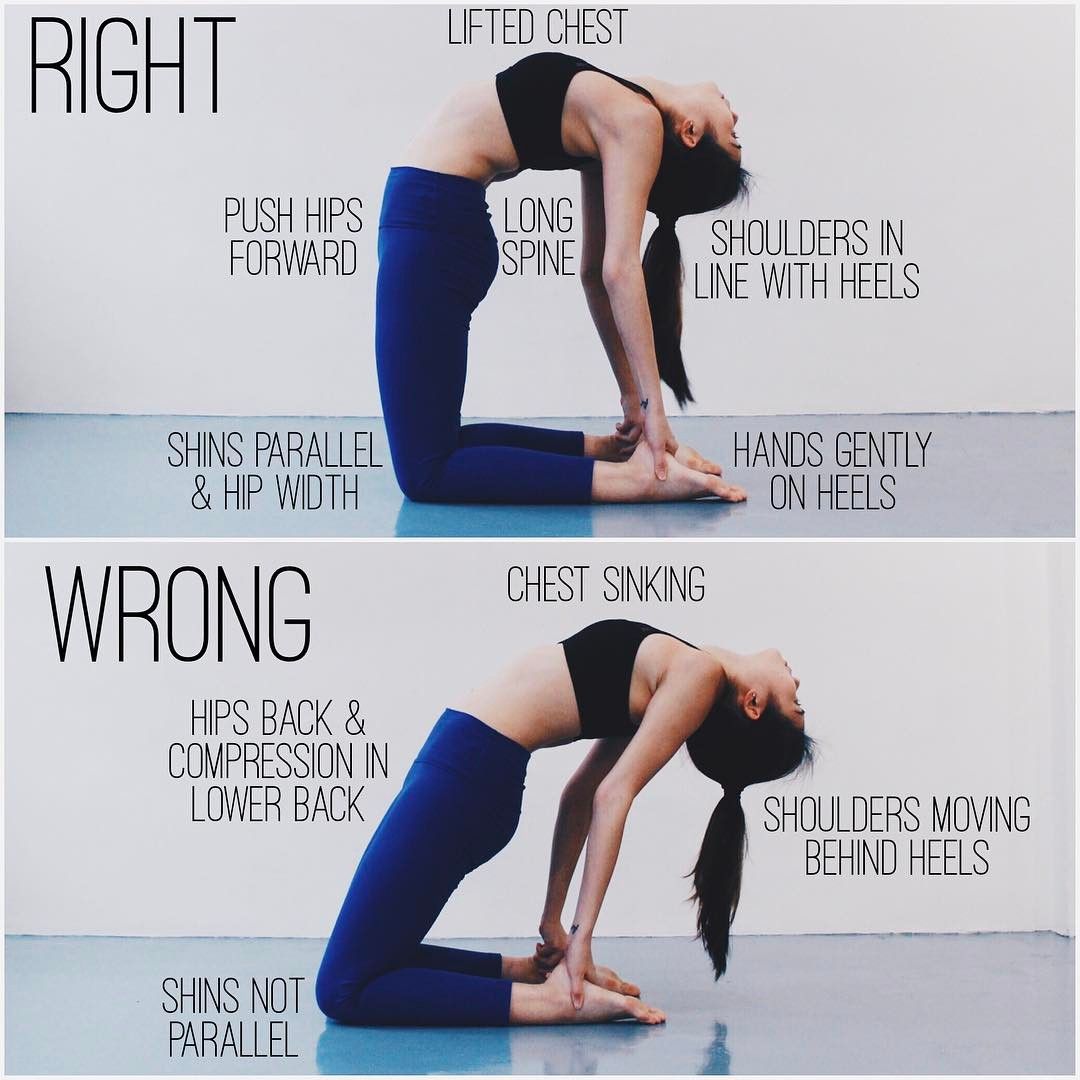 RIGHT
LIFTED CHEST
PUSH HIPS
FORWARD
LONG
SPINE
SHOULDERS IN
LINE WITH HEELS
SHINS PARALLEL
& HIP WIDTH
HANDS GENTLY
ON HEELS
WRONG
CHEST SINKING
HIPS BACK &
COMPRESSION IN
LOWER BACK
SHOULDERS MOVING
BEHIND HEELS
SHINS NOT
PARALLEL